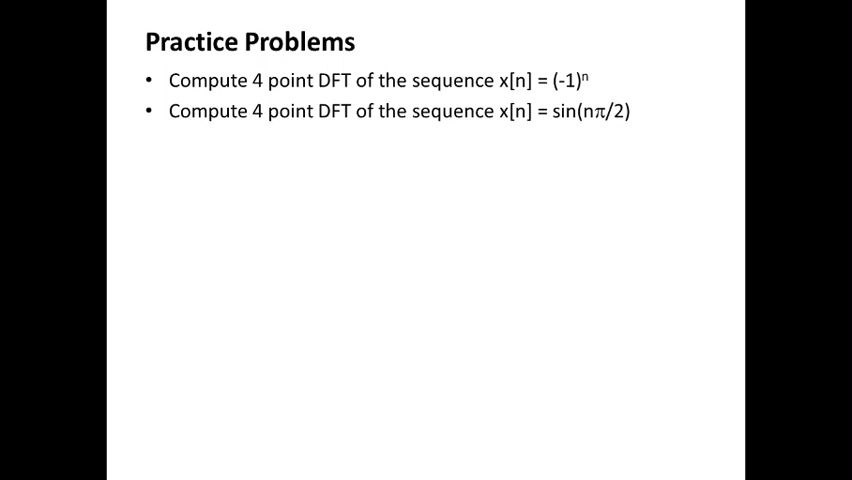 Practice Problems
• Compute 4 point DFT of the sequence x[n] = (-1)ⁿ
• Compute 4 point DFT of the sequence x[n] = sin(nπ/2)